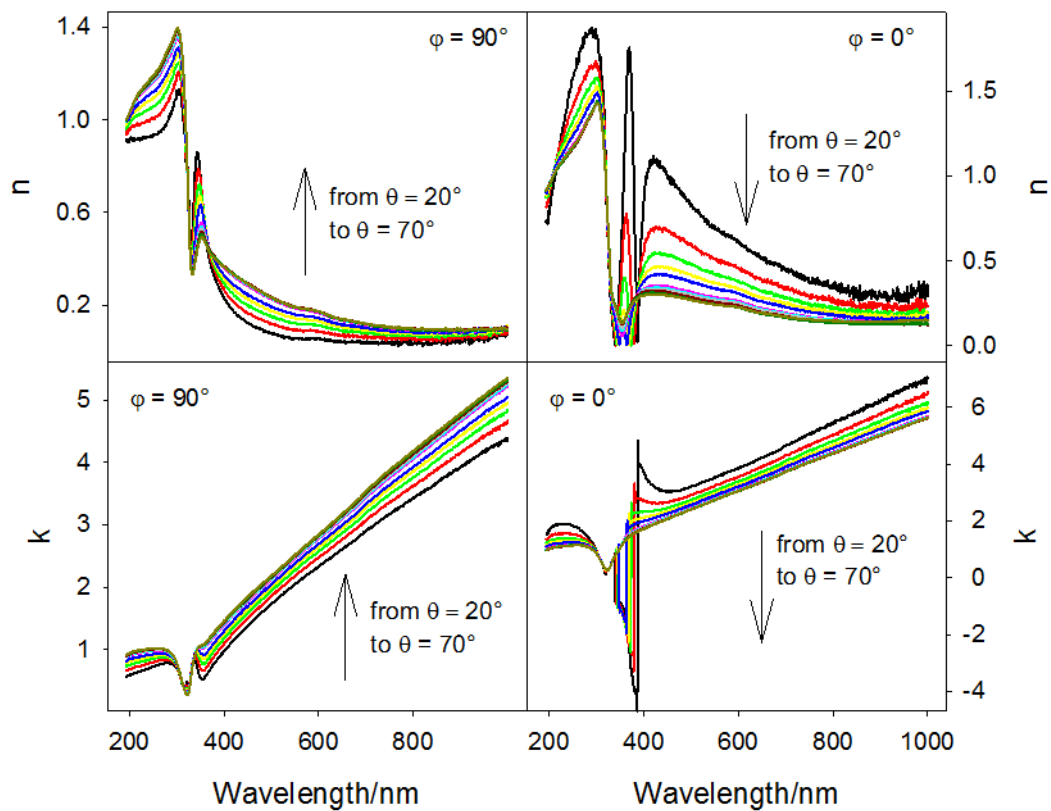 1.4
1.0
0.6
0.2
n
φ = 90°
from θ = 20°
to θ = 70°
φ = 0°
1.5
1.0
0.5
0.0
n
from θ = 20°
to θ = 70°
5
4
3
2
1
k
φ = 90°
from θ = 20°
to θ = 70°
φ = 0°
6
4
2
0
-2
-4
k
from θ = 20°
to θ = 70°
200 400 600 800
200 400 600 800 1000
Wavelength/nm
Wavelength/nm